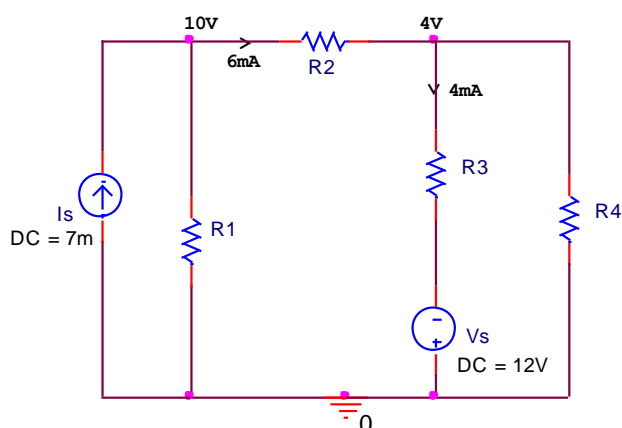 10V
4V
6mA
R2
4mA
R3
Is
DC = 7m
R1
R4
-
+
Vs
DC = 12V
0